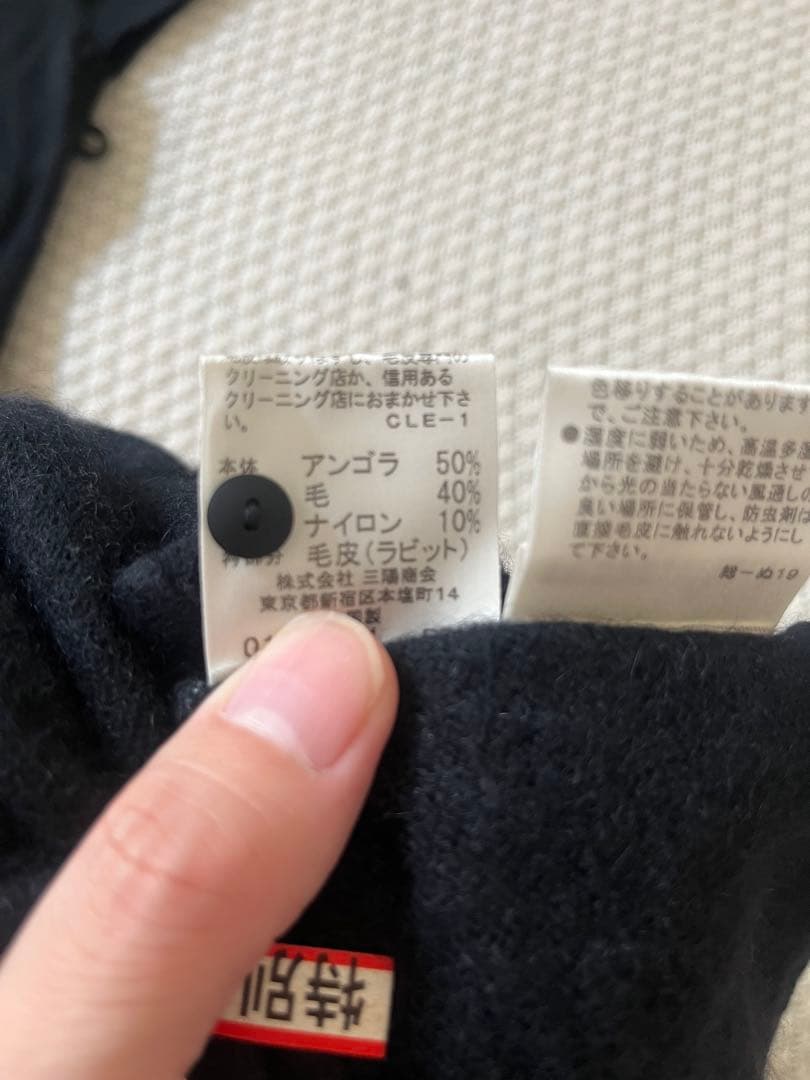 クリーニング店か、信用ある
クリーニング店におまかせ下さ
い。 CLE-1
本体 アンゴラ 50%
毛 40%
ナイロン 10%
毛皮(ラビット)
株式会社 三陽商会
東京都新宿区本塩町14
製
01
色移りすることがあります
で、ご注意下さい。
●湿度に弱いため、高温多湿
場所を避け、十分乾燥させ
から光の当たらない風通しの
良い場所に保管し、防虫剤は
直接毛皮に触れないようにし
て下さい。
特別